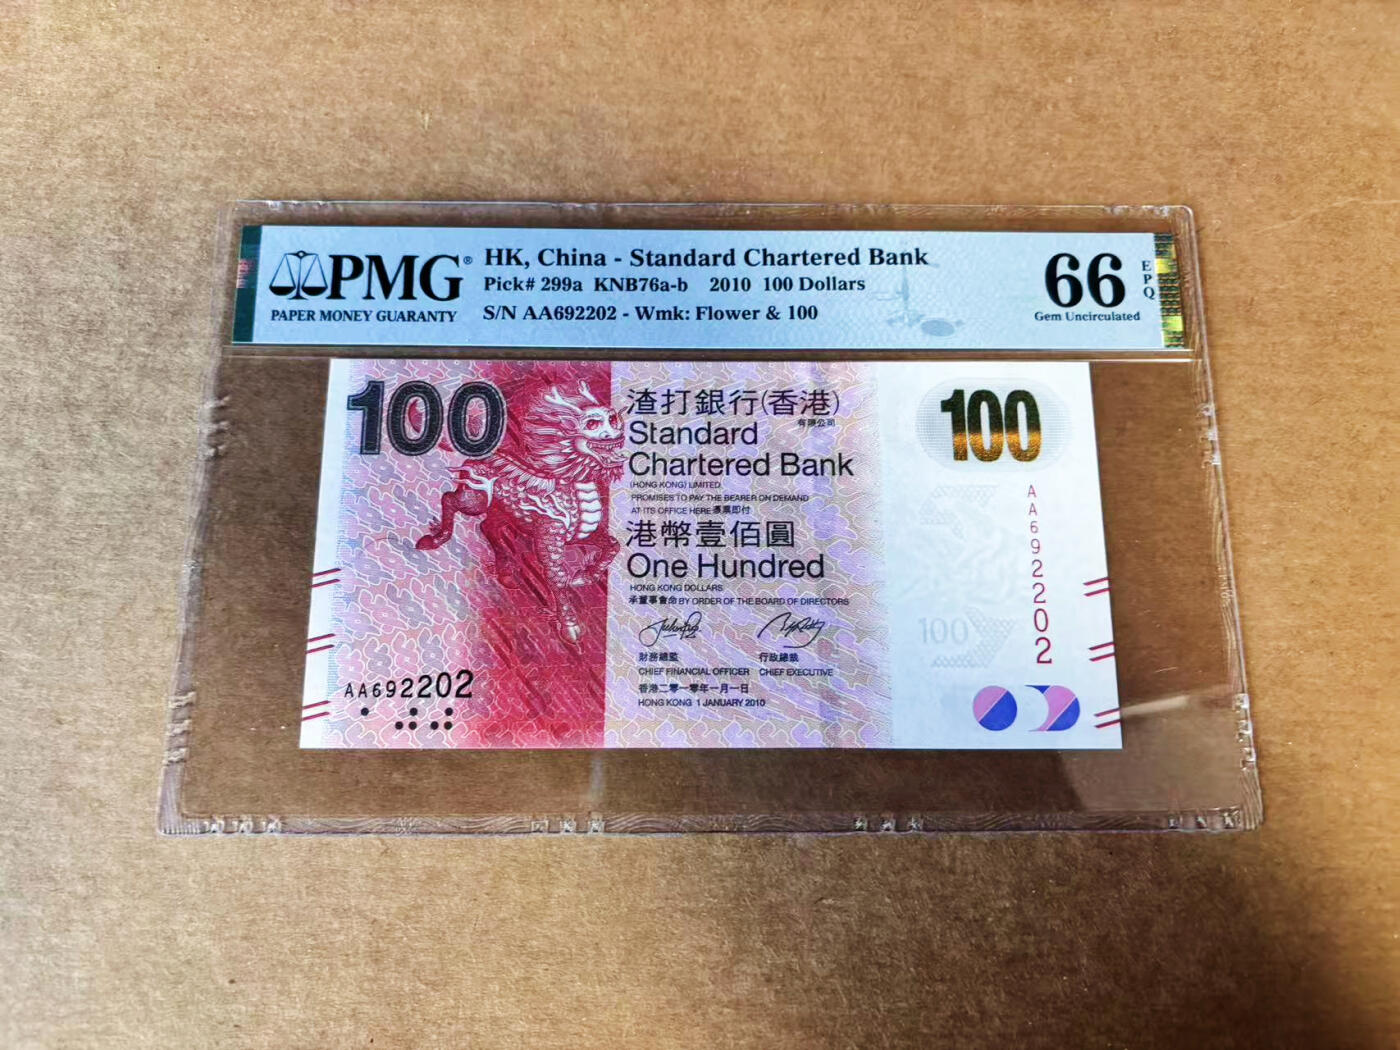 PMG®
PAPER MONEY GUARANTY
HK, China - Standard Chartered Bank
Pick# 299a KNB76a-b 2010 100 Dollars
S/N AA692202 - Wmk: Flower & 100
66
EPQ
Gem Uncirculated
100
渣打銀行(香港)
有限公司
Standard
Chartered Bank
(HONG KONG) LIMITED
PROMISES TO PAY THE BEARER ON DEMAND
AT ITS OFFICE HERE 憑票即付
港幣壹佰圓
One Hundred
HONG KONG DOLLARS
承董事會命 BY ORDER OF THE BOARD OF DIRECTORS
財務總監 行政總裁
CHIEF FINANCIAL OFFICER CHIEF EXECUTIVE
香港二零一零年一月一日
HONG KONG 1 JANUARY 2010
AA692202
100
AA692202
100